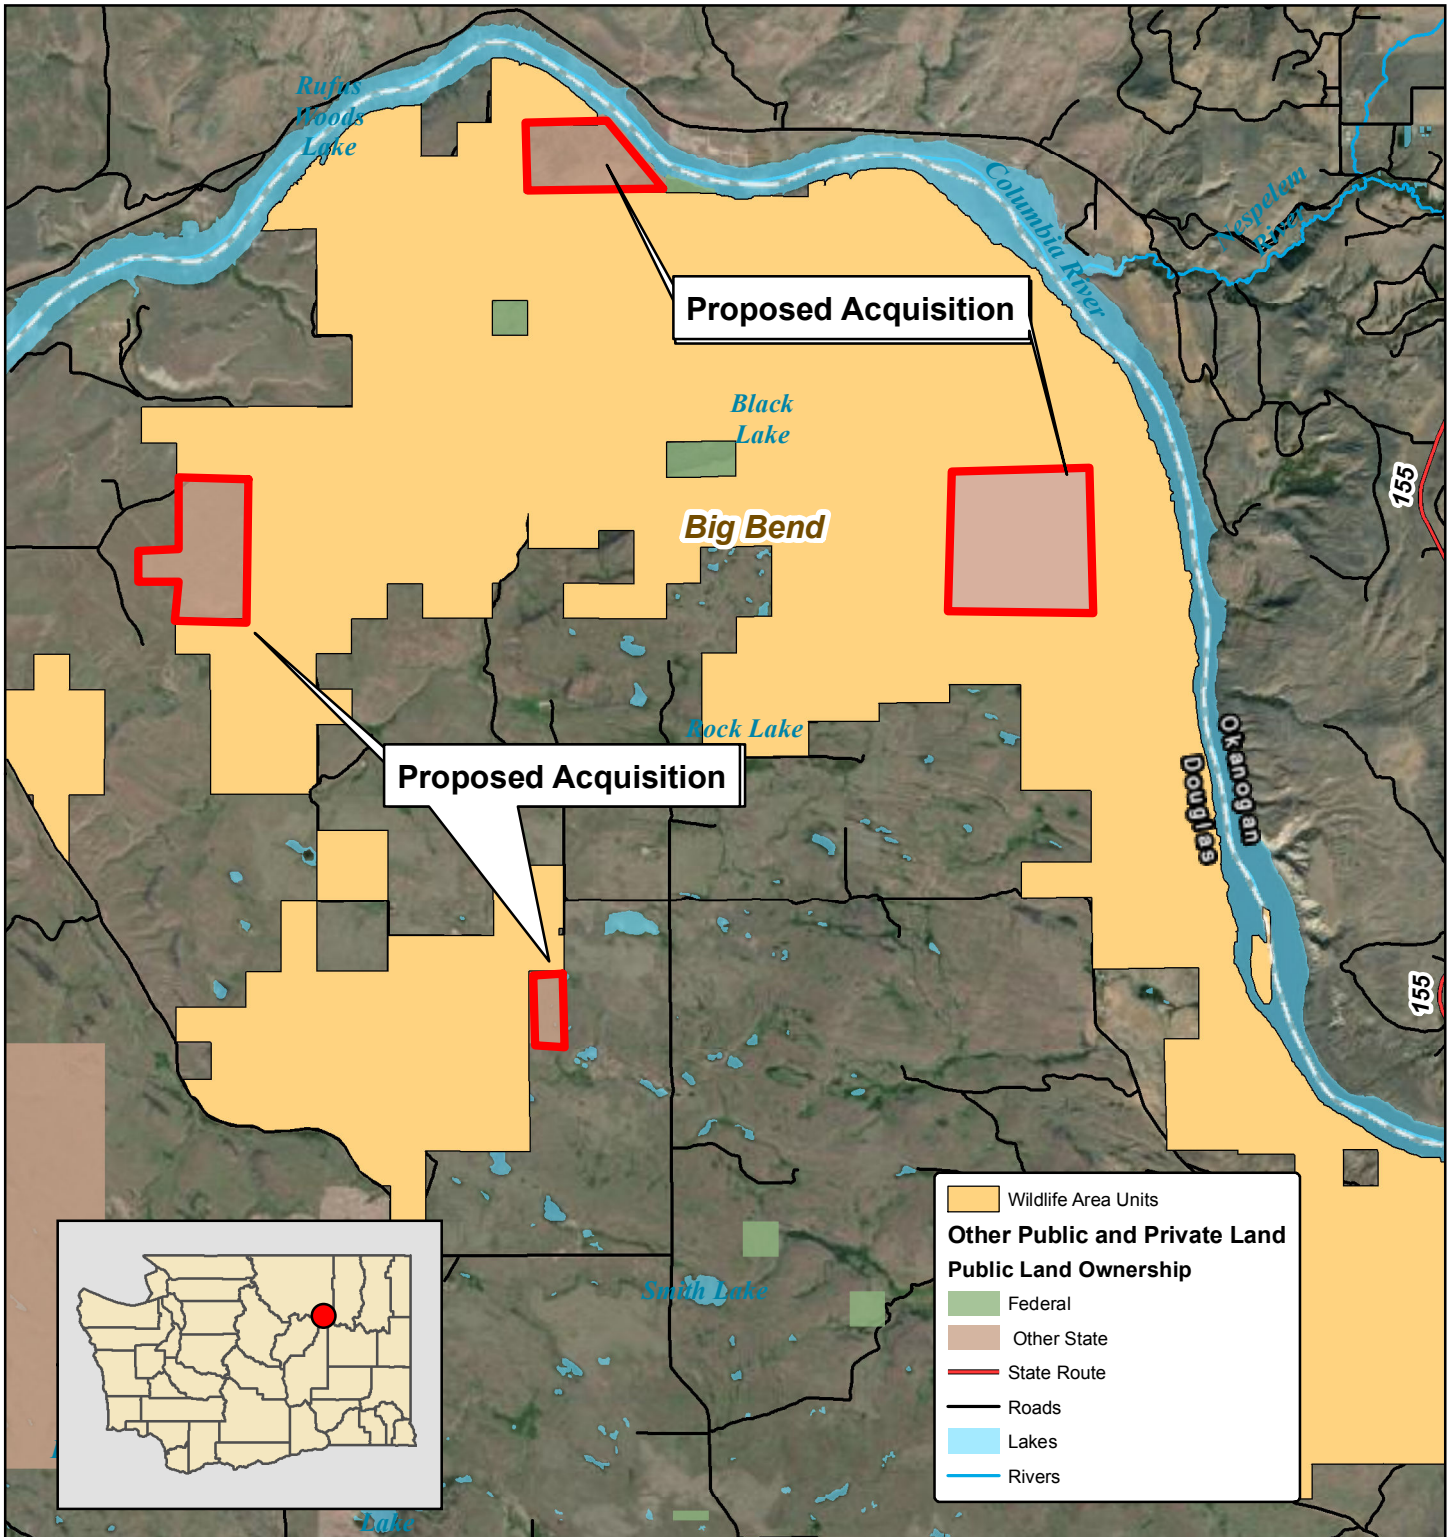 Rufus
Woods
Lake
Columbia River
Nespelem
River
Proposed Acquisition
Black
Lake
155
Big Bend
Rock Lake
Okanogan
Douglas
Proposed Acquisition
155
Smith Lake
Lake
Wildlife Area Units
Other Public and Private Land
Public Land Ownership
Federal
Other State
State Route
Roads
Lakes
Rivers